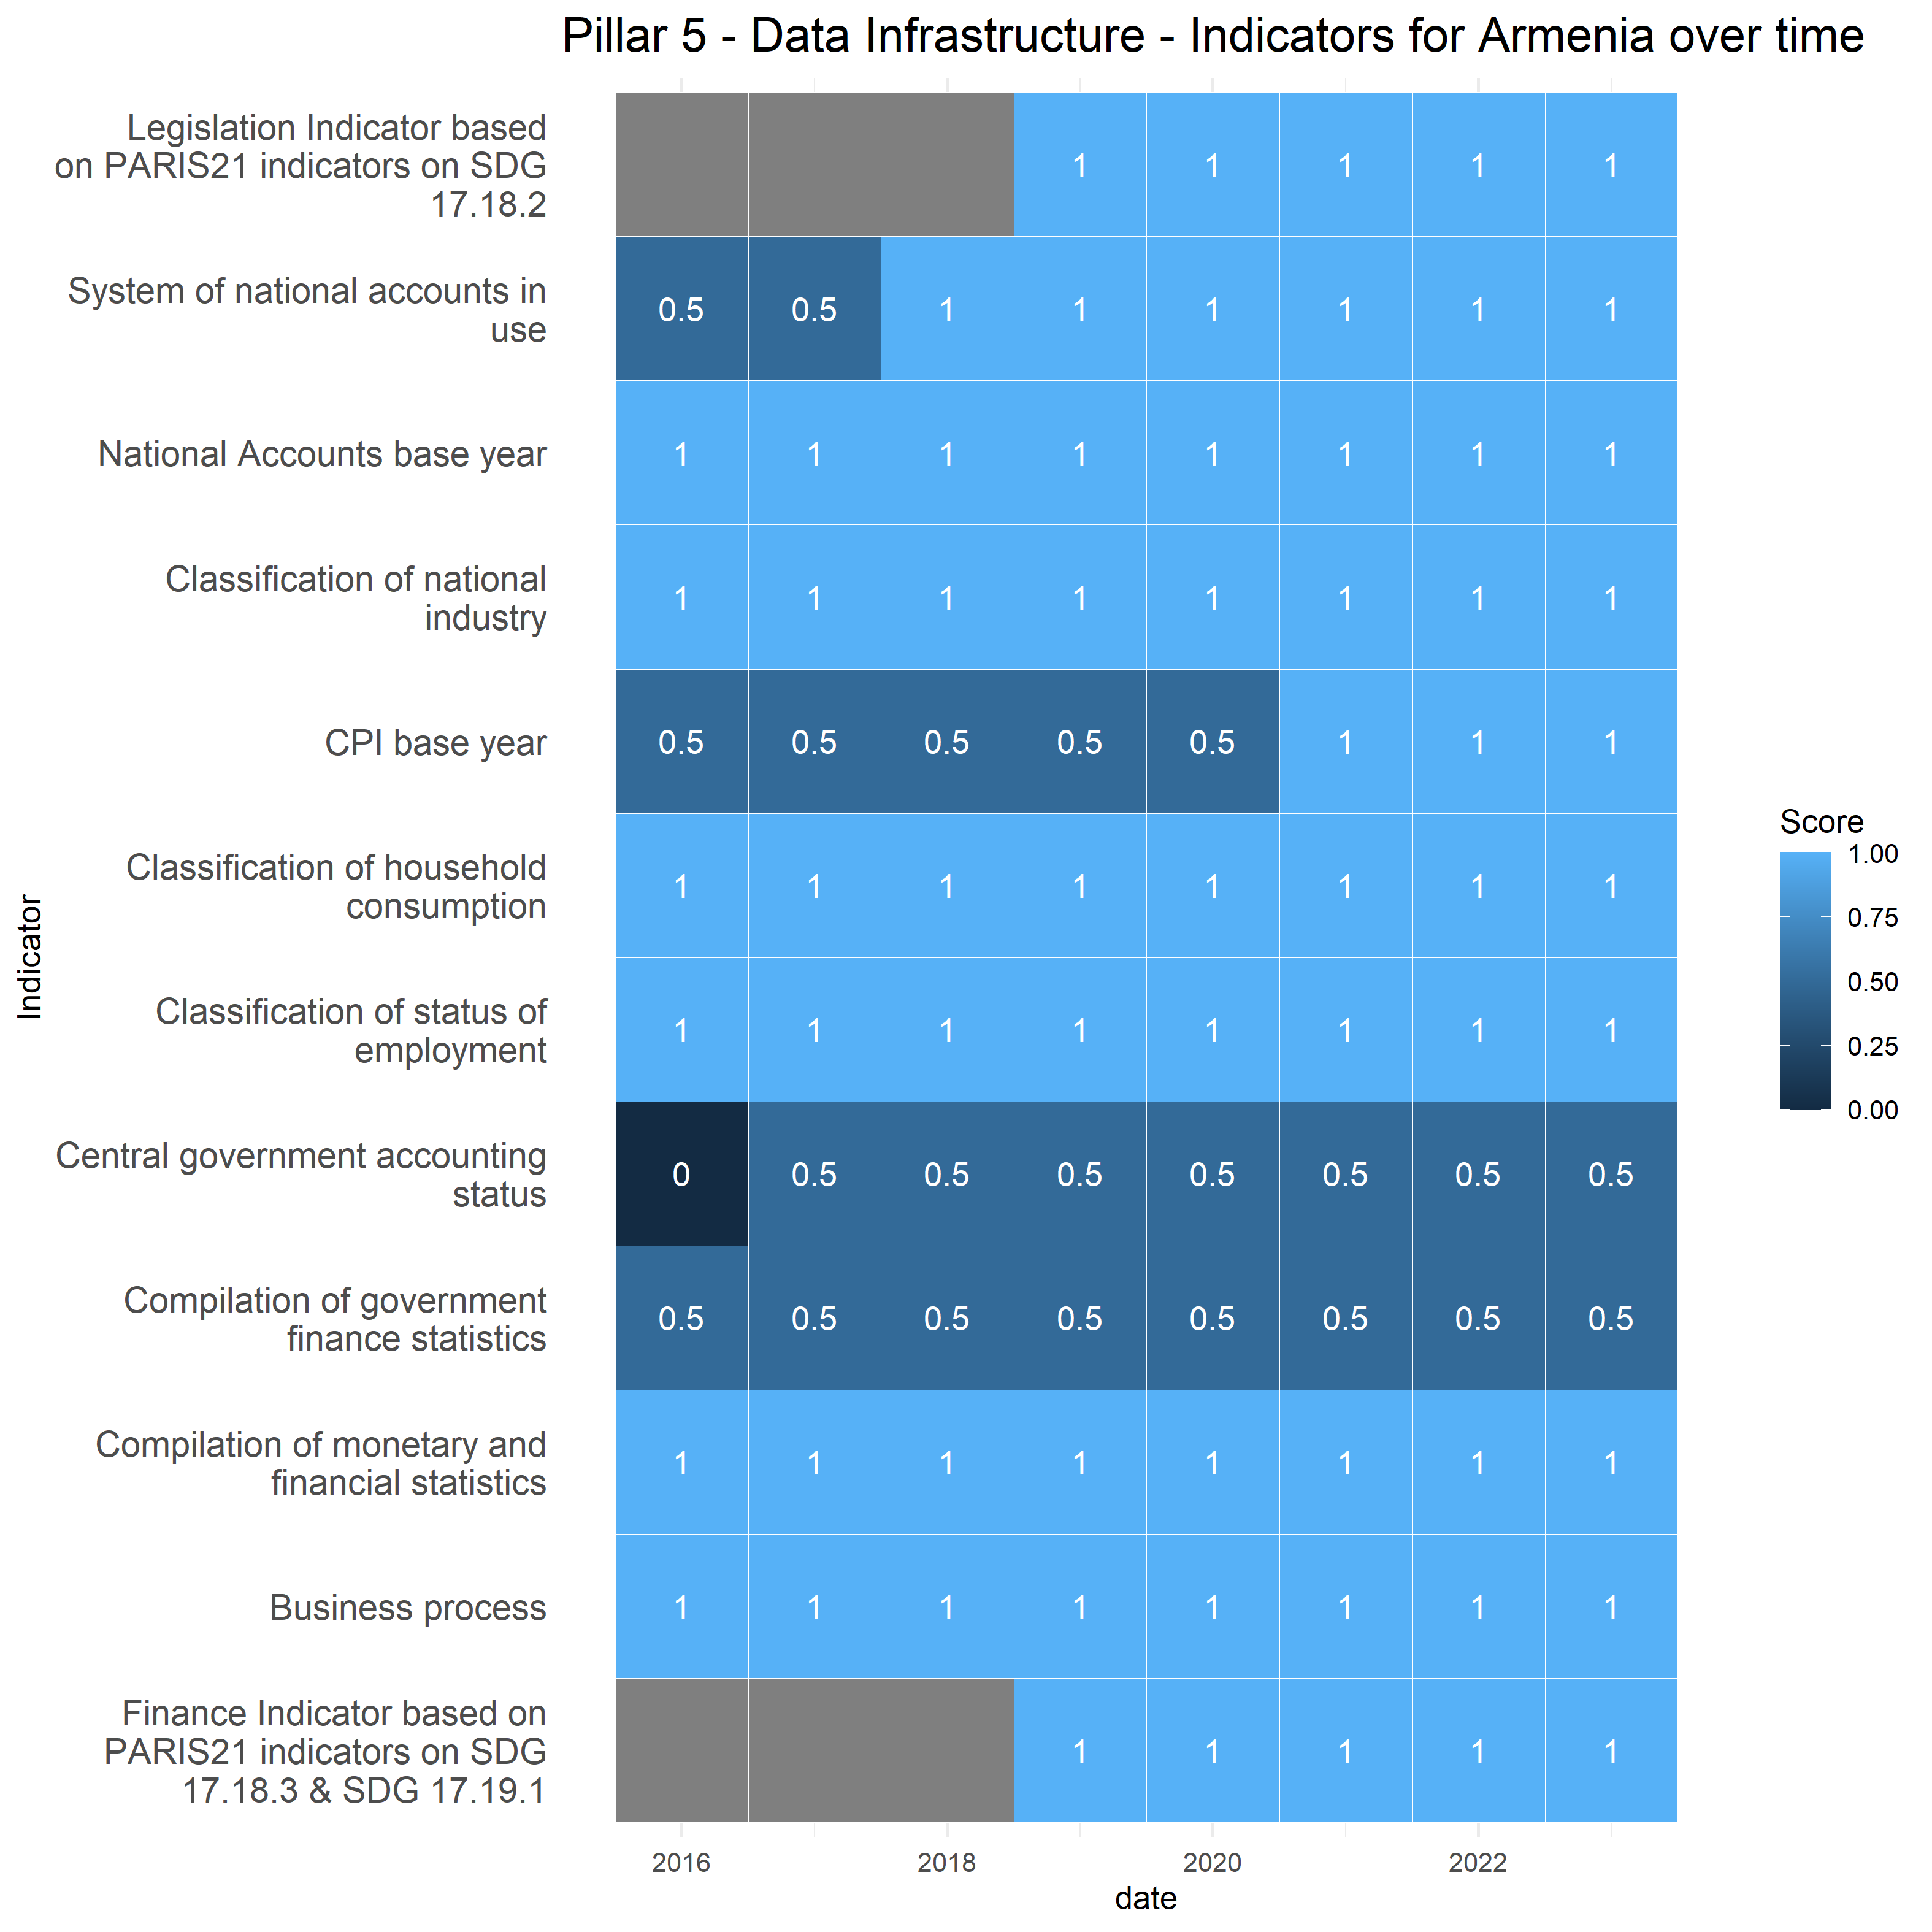 Pillar 5 - Data Infrastructure - Indicators for Armenia over time
Legislation Indicator based
on PARIS21 indicators on SDG
17.18.2
1 1 1 1 1
System of national accounts in
use
0.5 0.5 1 1 1 1 1 1
National Accounts base year
1 1 1 1 1 1 1 1
Classification of national
industry
1 1 1 1 1 1 1 1
CPI base year
0.5 0.5 0.5 0.5 0.5 1 1 1
Classification of household
consumption
1 1 1 1 1 1 1 1
Classification of status of
employment
1 1 1 1 1 1 1 1
Central government accounting
status
0 0.5 0.5 0.5 0.5 0.5 0.5 0.5
Compilation of government
finance statistics
0.5 0.5 0.5 0.5 0.5 0.5 0.5 0.5
Compilation of monetary and
financial statistics
1 1 1 1 1 1 1 1
Business process
1 1 1 1 1 1 1 1
Finance Indicator based on
PARIS21 indicators on SDG
17.18.3 & SDG 17.19.1
1 1 1 1 1
2016 2018 2020 2022
date
Indicator
Score
1.00
0.75
0.50
0.25
0.00